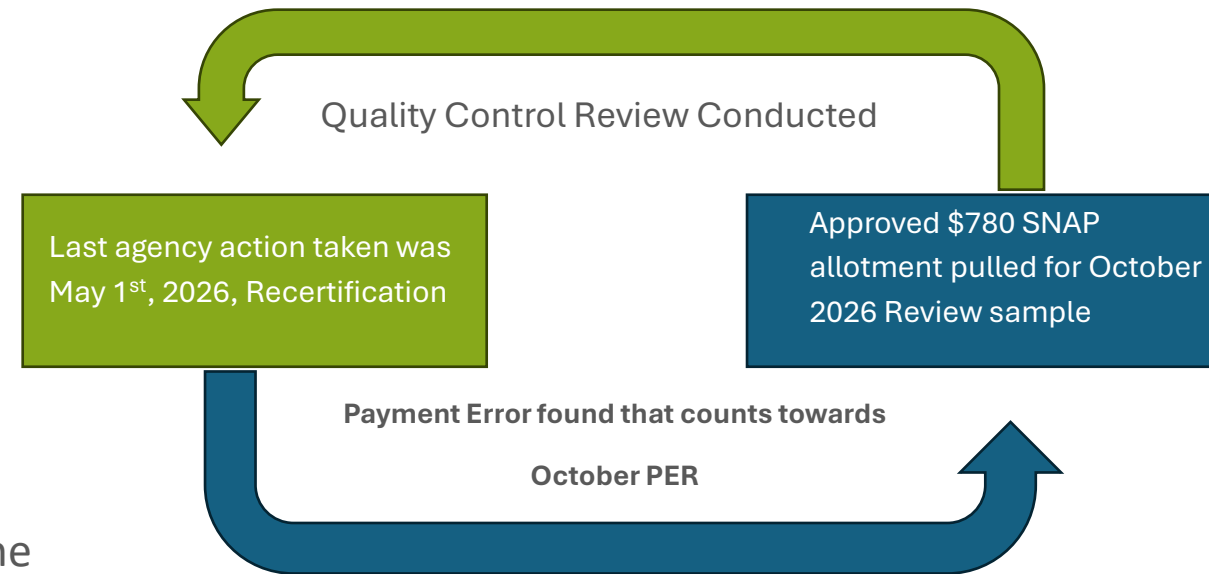 Quality Control Review Conducted
Last agency action taken was
May 1st, 2026, Recertification
Approved $780 SNAP
allotment pulled for October
2026 Review sample
Payment Error found that counts towards
October PER